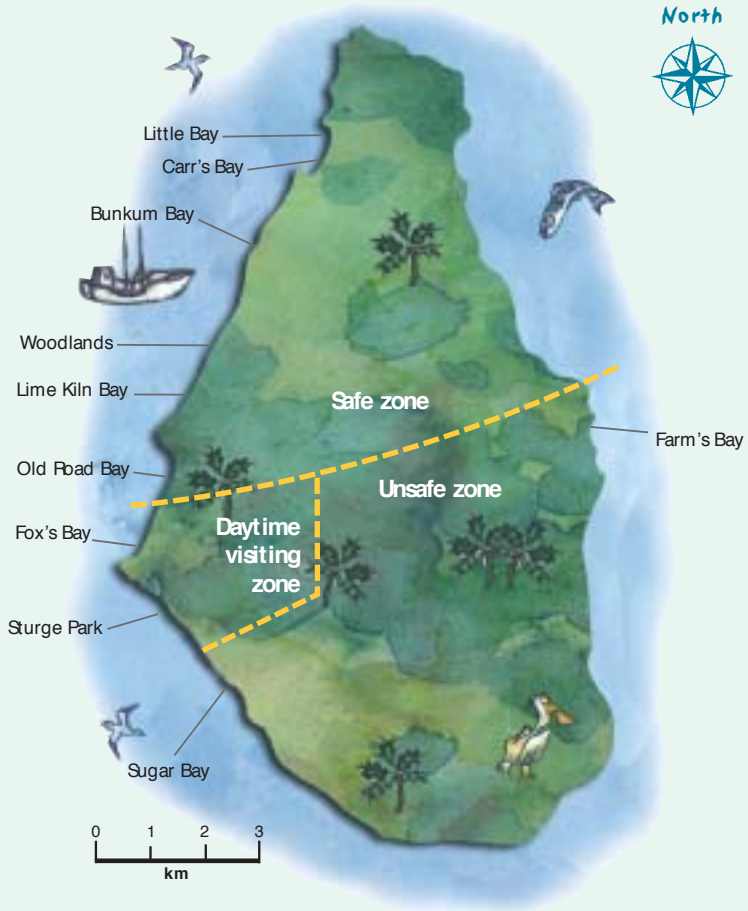 North
Little Bay
Carr's Bay
Bunkum Bay
Woodlands
Lime Kiln Bay
Safe zone
Farm's Bay
Old Road Bay
Unsafe zone
Fox's Bay
Daytime
visiting
zone
Sturge Park
Sugar Bay
0 1 2 3
km